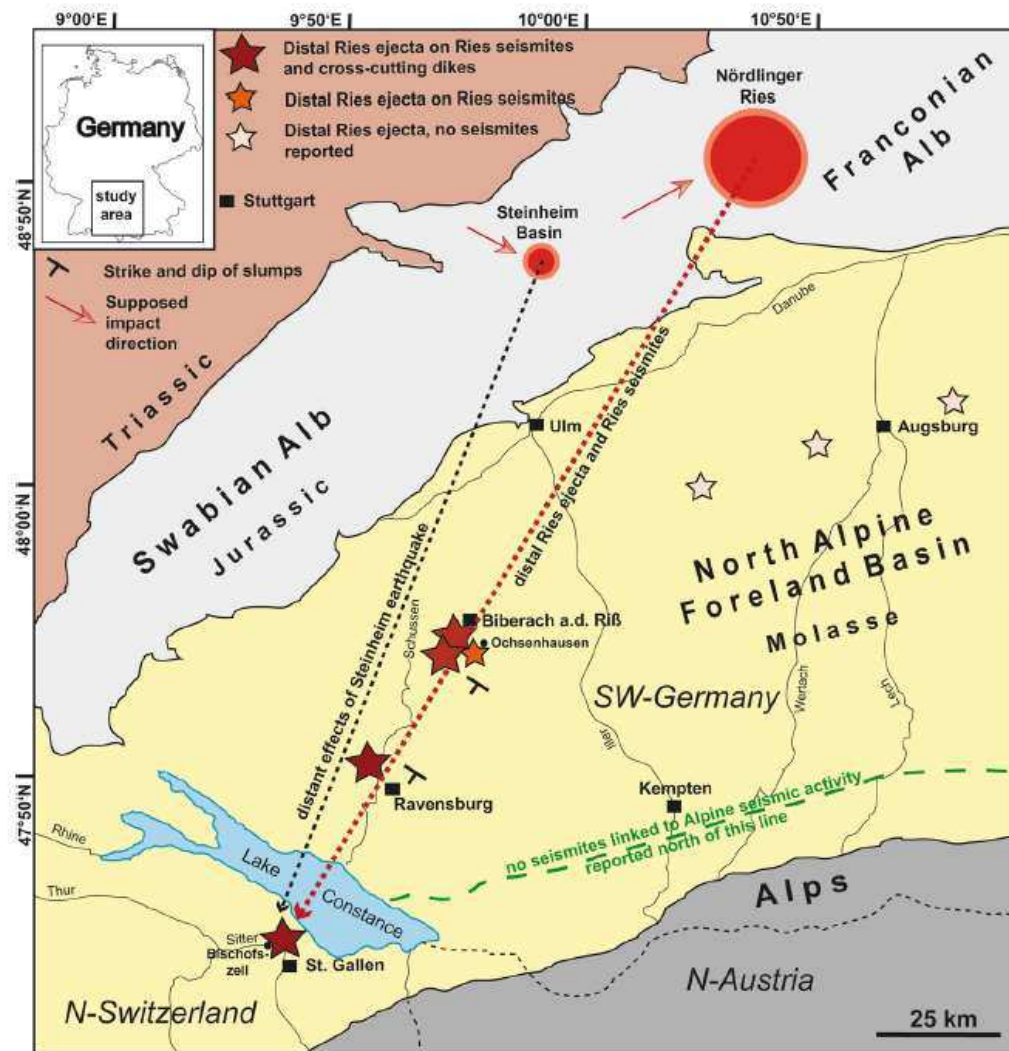 9°00'E
9°50'E
10°00'E
10°50'E
Distal Ries ejecta on Ries seismites
and cross-cutting dikes
Distal Ries ejecta on Ries seismites
Distal Ries ejecta, no seismites
reported
Germany
study
area
Stuttgart
Strike and dip of slumps
Supposed
impact
direction
Nördlinger
Ries
Franconian
Alb
Steinheim
Basin
48°50'N
48°00'N
47°50'N
Triassic
Swabian Alb
Jurassic
Danube
Ulm
Augsburg
distal Ries ejecta and Ries seismites
distant effects of Steinheim earthquake
North Alpine
Foreland Basin
Molasse
Schussen
Biberach a.d. Riß
Ochsenhausen
SW-Germany
Iller
Wertach
Lech
Ravensburg
Kempten
no seismites linked to Alpine seismic activity
reported north of this line
Rhine
Lake
Constance
Thur
Sitter
Bischofs-
zell
St. Gallen
Alps
N-Switzerland
N-Austria
25 km